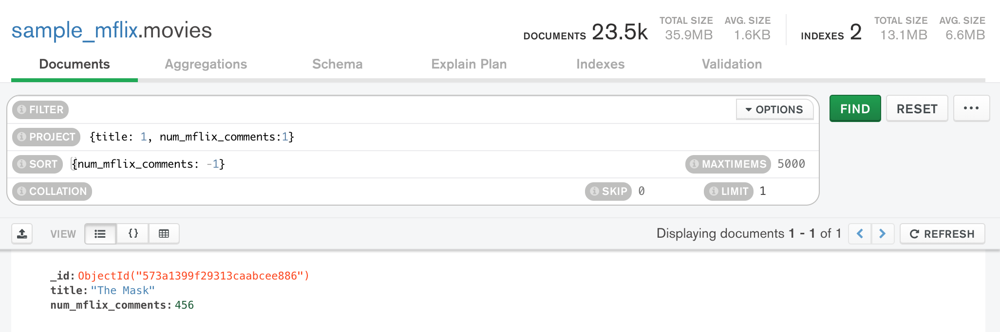 sample_mflix.movies
DOCUMENTS 23.5k TOTAL SIZE 35.9MB AVG. SIZE 1.6KB INDEXES 2 TOTAL SIZE 13.1MB AVG. SIZE 6.6MB
Documents Aggregations Schema Explain Plan Indexes Validation
FILTER OPTIONS FIND RESET ...
PROJECT {title: 1, num_mflix_comments:1}
SORT {num_mflix_comments: -1} MAXTIMEMS 5000
COLLATION SKIP 0 LIMIT 1
VIEW {} Displaying documents 1 - 1 of 1 < > REFRESH
_id: ObjectId("573a1399f29313caabcee886")
title: "The Mask"
num_mflix_comments: 456